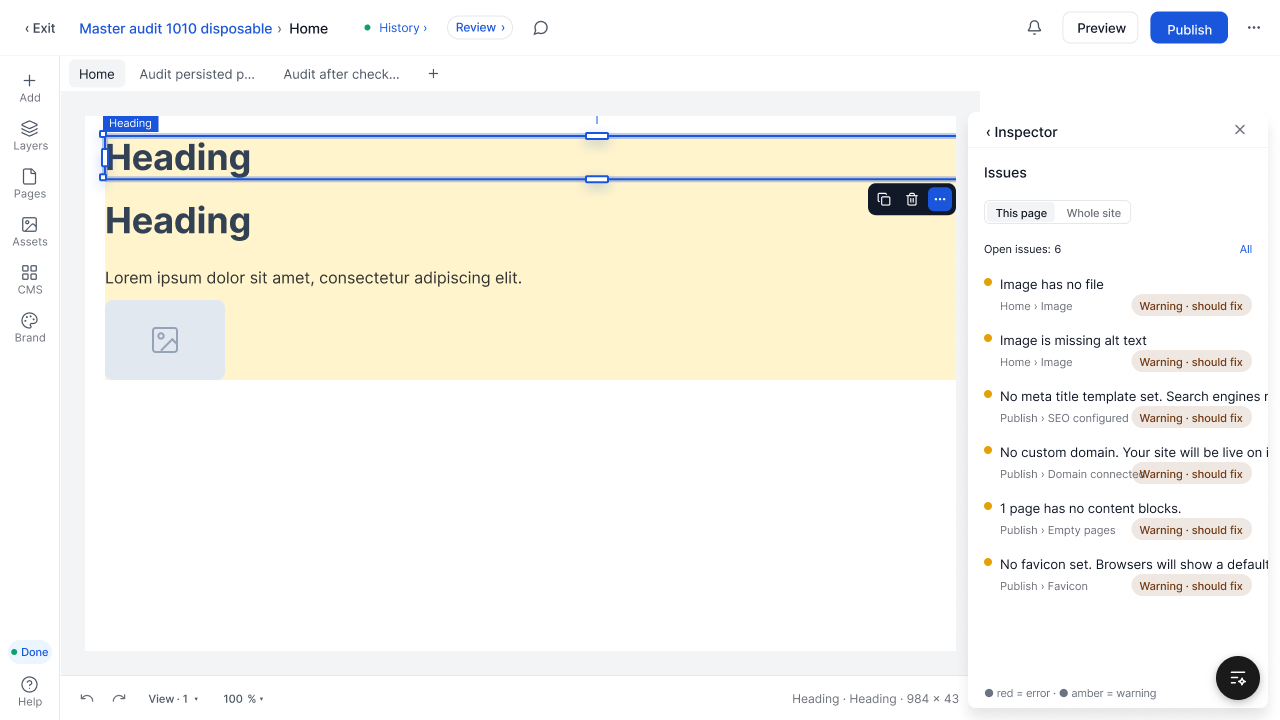 ‹ Exit Master audit 1010 disposable › Home History › Review › Preview Publish
Home Audit persisted p... Audit after check...
Add
Layers
Pages
Assets
CMS
Brand
Done
Help
Heading
Heading
Heading
Lorem ipsum dolor sit amet, consectetur adipiscing elit.
‹ Inspector
Issues
This page Whole site
Open issues: 6 All
Image has no file
Home › Image Warning · should fix
Image is missing alt text
Home › Image Warning · should fix
No meta title template set. Search engines
Publish › SEO configured Warning · should fix
No custom domain. Your site will be live on
Publish › Domain connected Warning · should fix
1 page has no content blocks.
Publish › Empty pages Warning · should fix
No favicon set. Browsers will show a default
Publish › Favicon Warning · should fix
red = error · amber = warning
View · 1 100 % Heading · Heading · 984 × 43